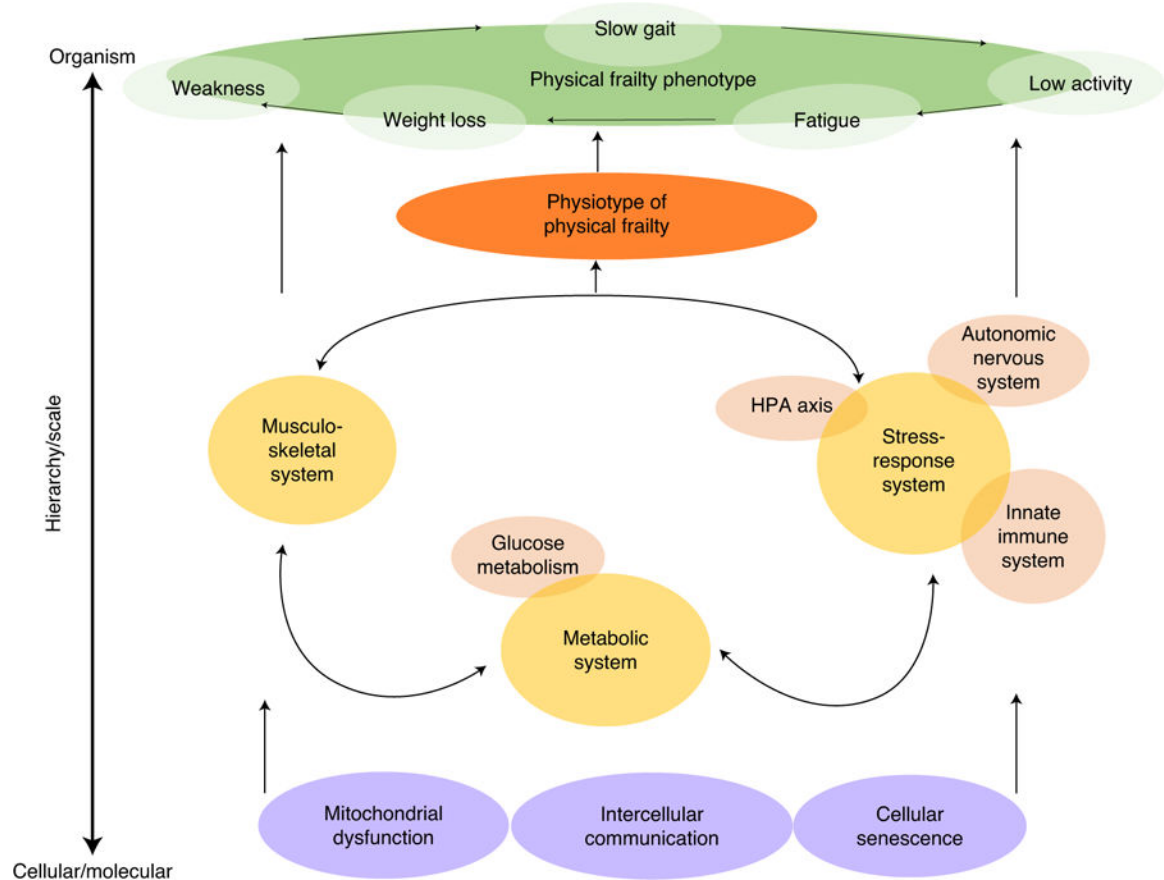 Organism
Slow gait
Weakness
Physical frailty phenotype
Low activity
Weight loss
Fatigue
Physiotype of
physical frailty
Hierarchy/scale
Musculo-
skeletal
system
HPA axis
Autonomic
nervous
system
Stress-
response
system
Innate
immune
system
Glucose
metabolism
Metabolic
system
Mitochondrial
dysfunction
Intercellular
communication
Cellular
senescence
Cellular/molecular